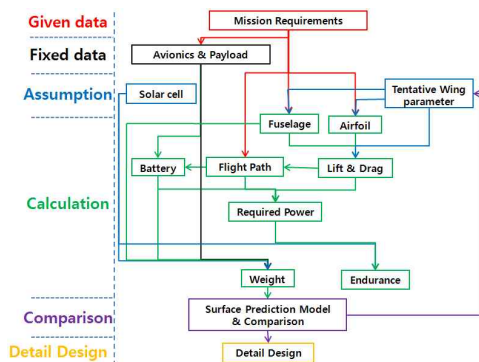 Given data
Mission Requirements
Fixed data
Avionics & Payload
Assumption
Solar cell
Tentative Wing
parameter
Fuselage
Airfoil
Calculation
Battery
Flight Path
Lift & Drag
Required Power
Weight
Endurance
Comparison
Surface Prediction Model
& Comparison
Detail Design
Detail Design